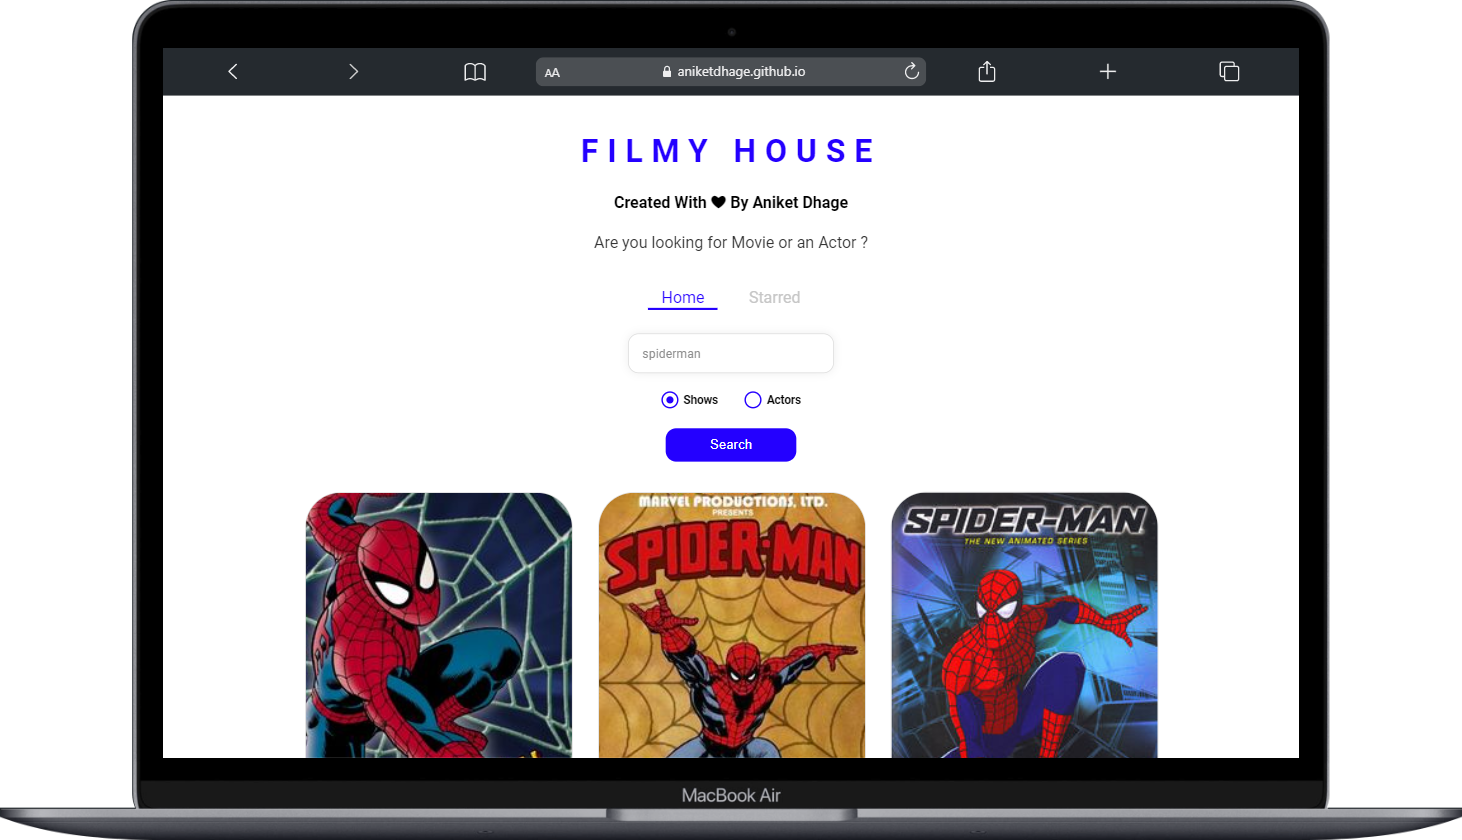 AA aniketdhage.github.io
FILMY HOUSE
Created With By Aniket Dhage
Are you looking for Movie or an Actor ?
Home Starred
spiderman
Shows Actors
Search
MARVEL PRODUCTIONS, LTD.
PRESENTS
SPIDER-MAN
SPIDER-MAN
THE NEW ANIMATED SERIES
MacBook Air